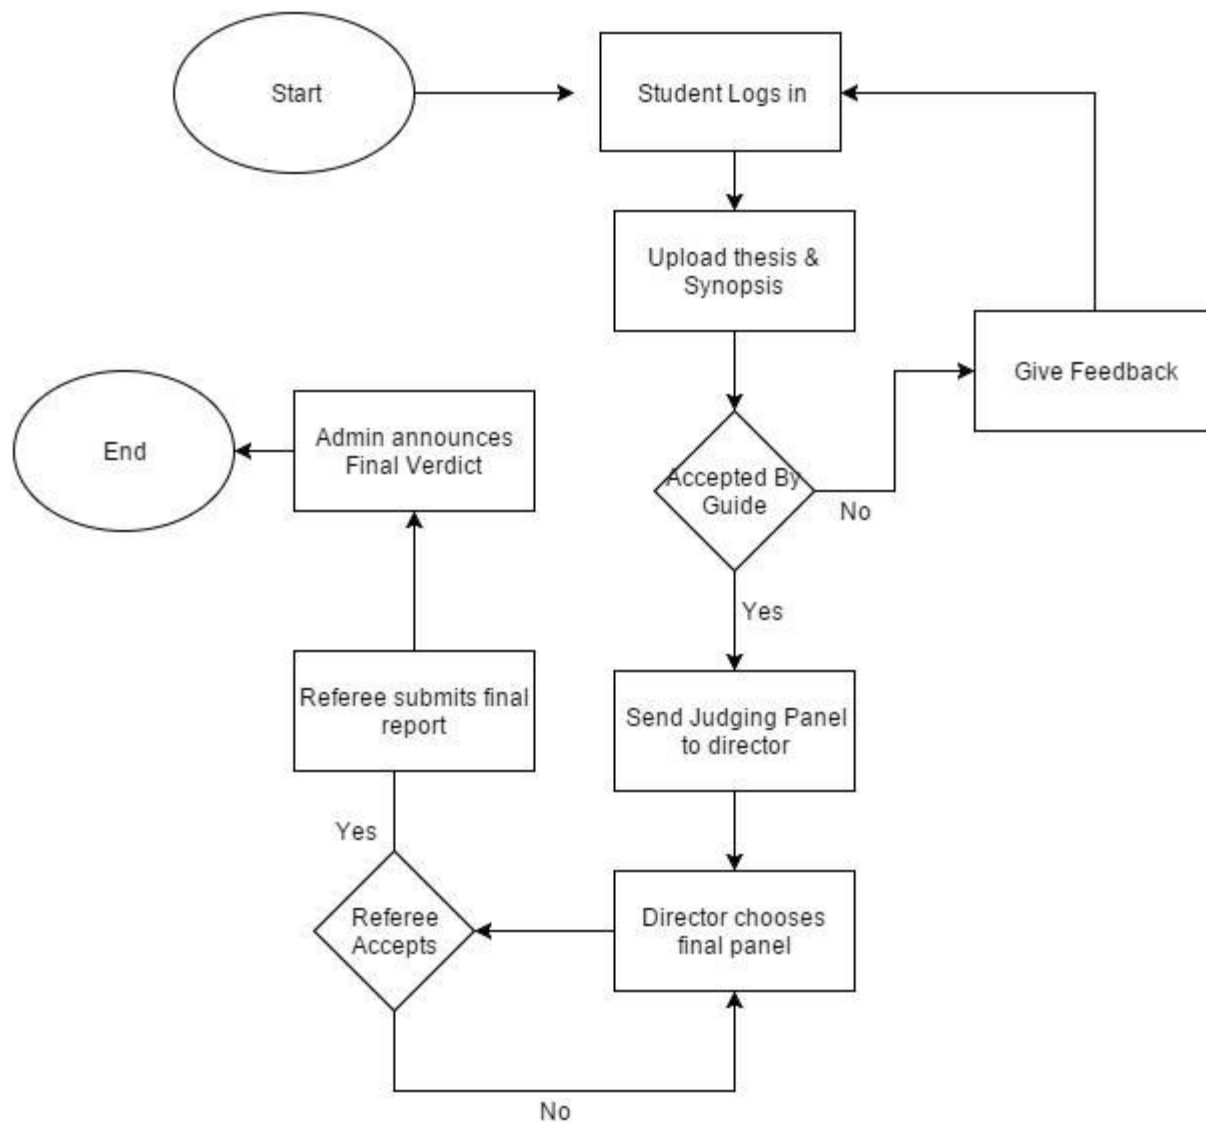 Start
Student Logs in
Upload thesis &
Synopsis
Give Feedback
Accepted By
Guide
No
Yes
Send Judging Panel
to director
Director chooses
final panel
Referee
Accepts
No
Yes
Referee submits final
report
Admin announces
Final Verdict
End